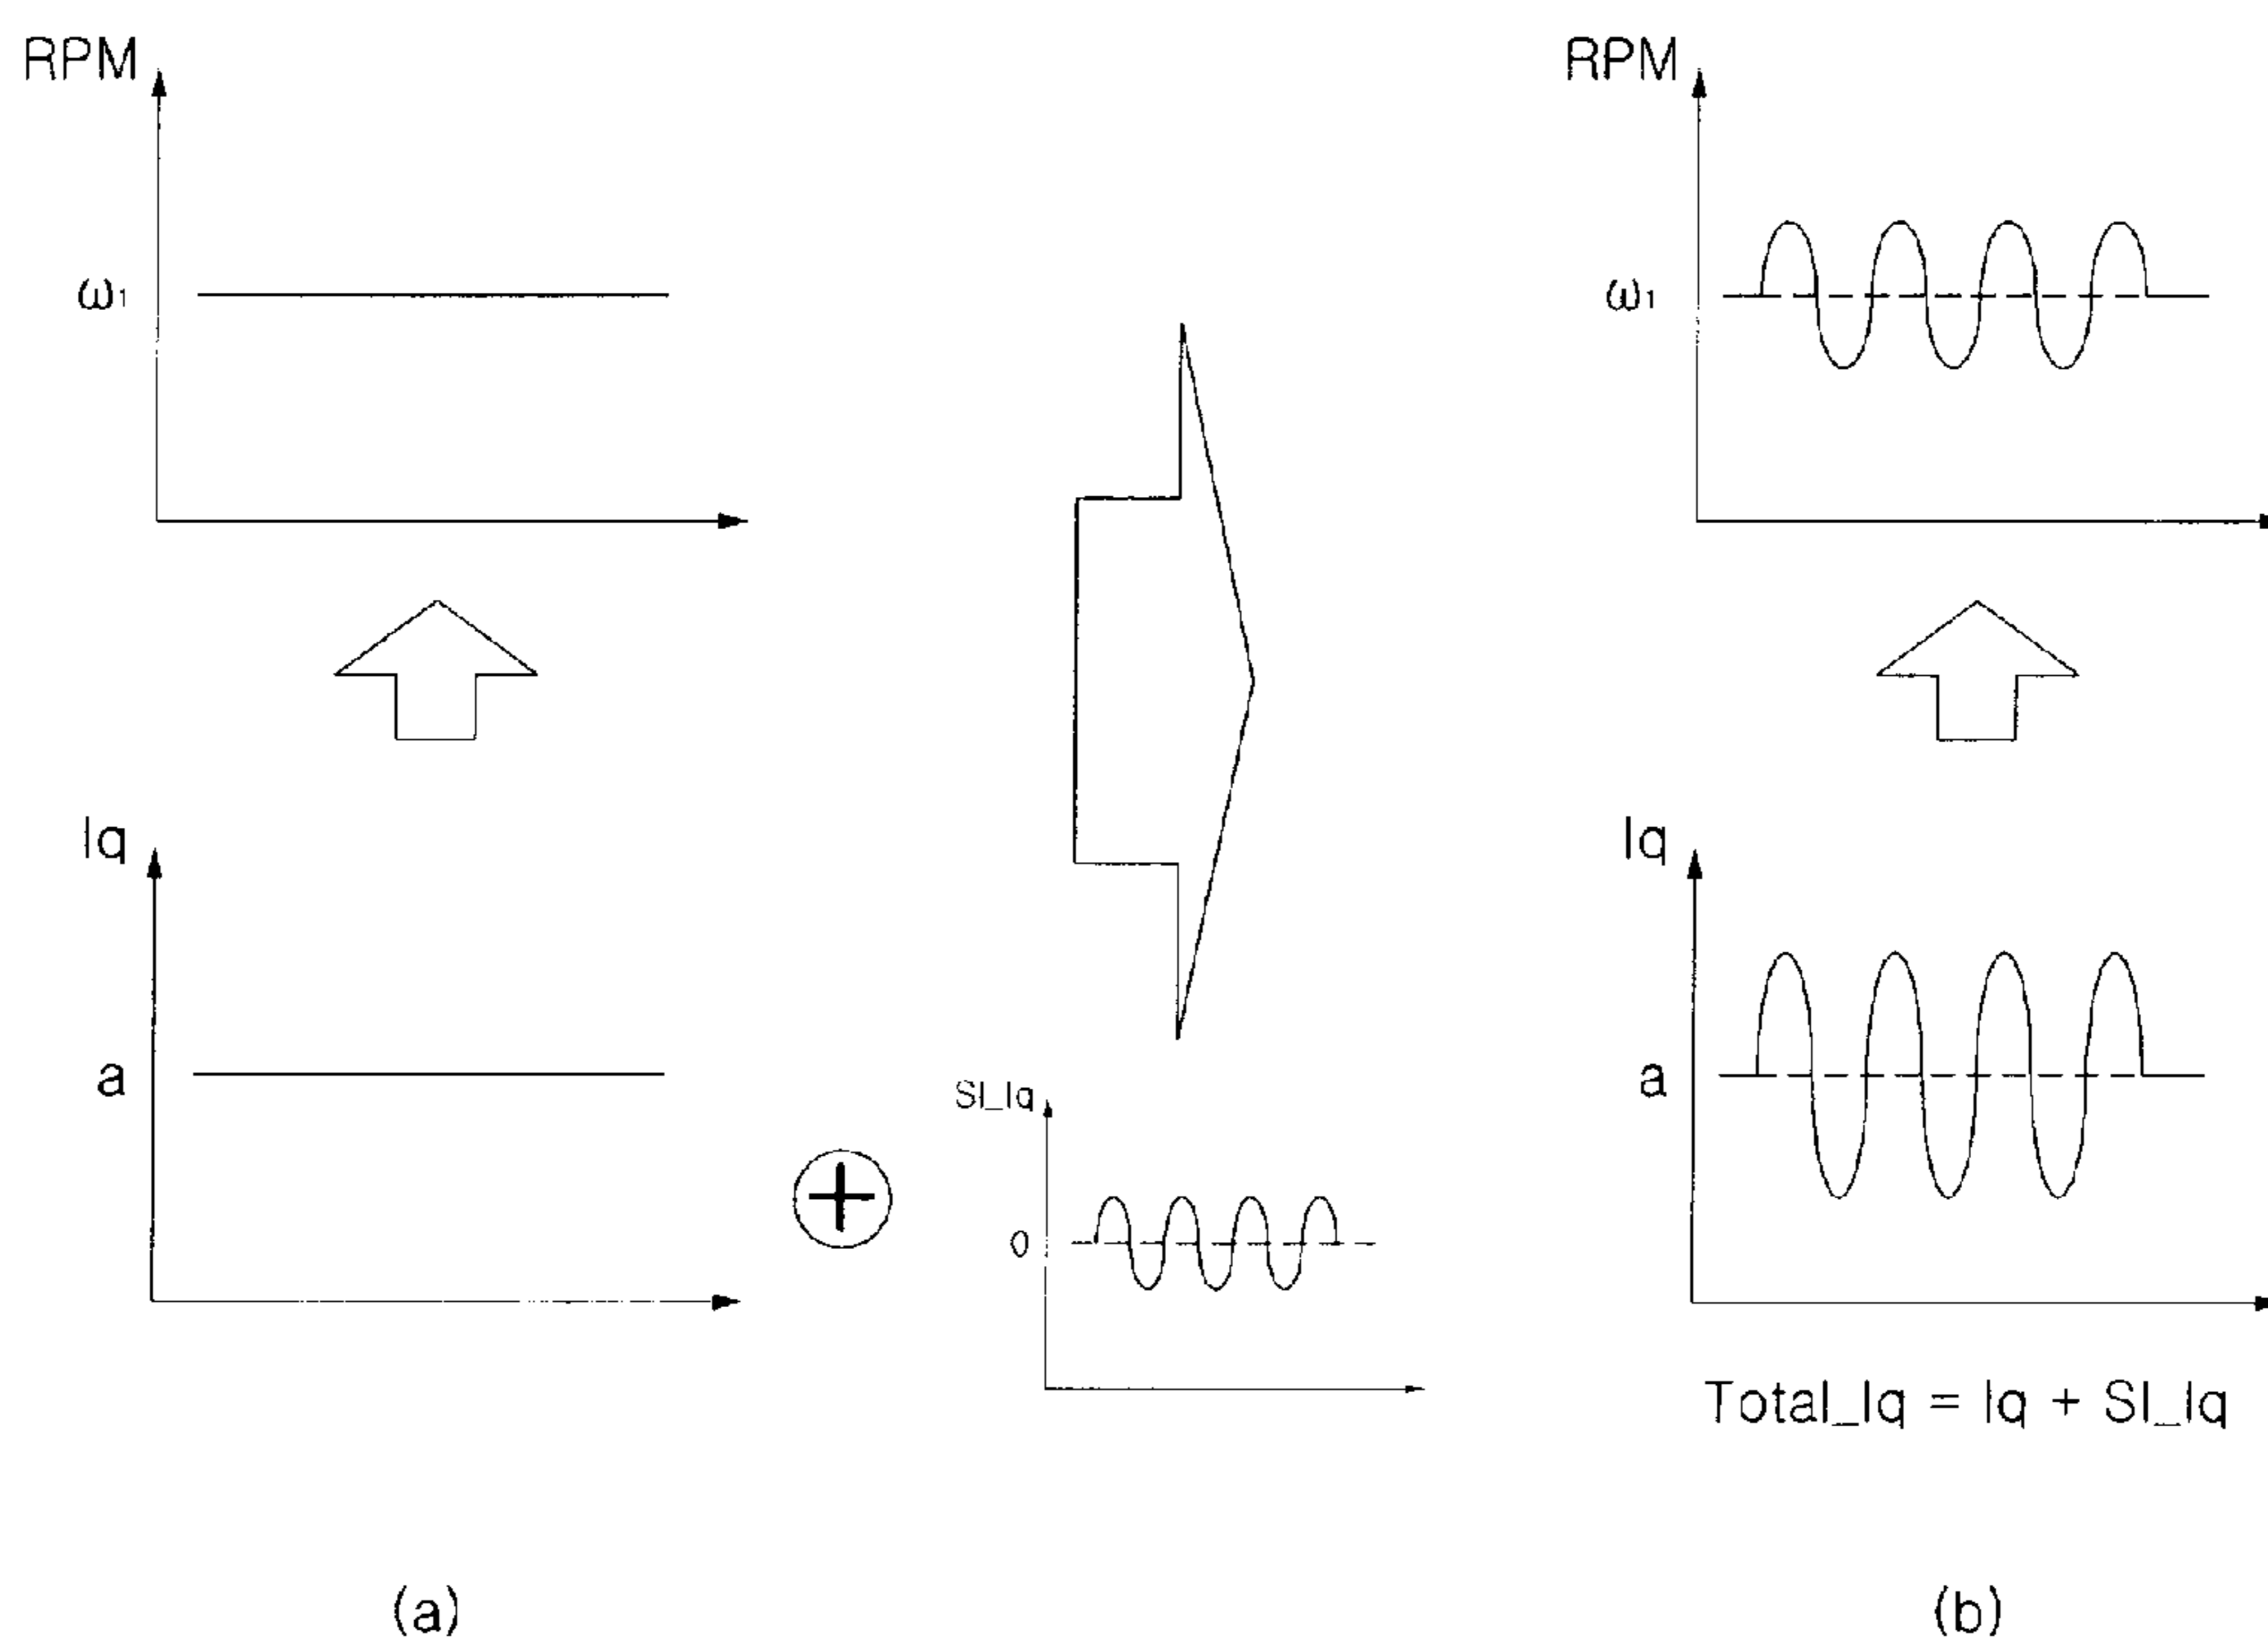 RPM
ω1
Iq
a
SI_Iq
0
(a)
RPM
ω1
Iq
a
Total_Iq = Iq + SI_Iq
(b)